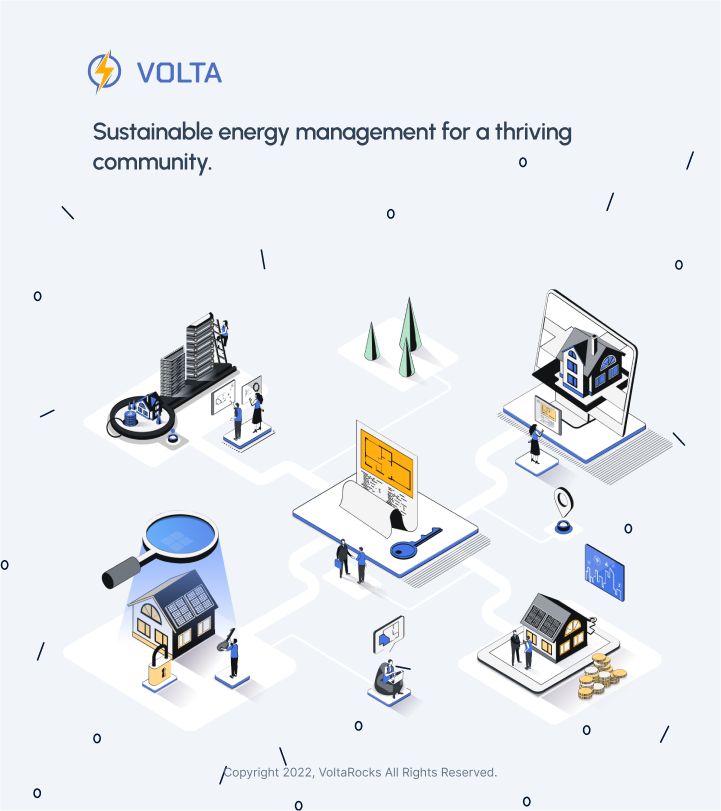 VOLTA
Sustainable energy management for a thriving
community.
Copyright 2022, VoltaRocks All Rights Reserved.